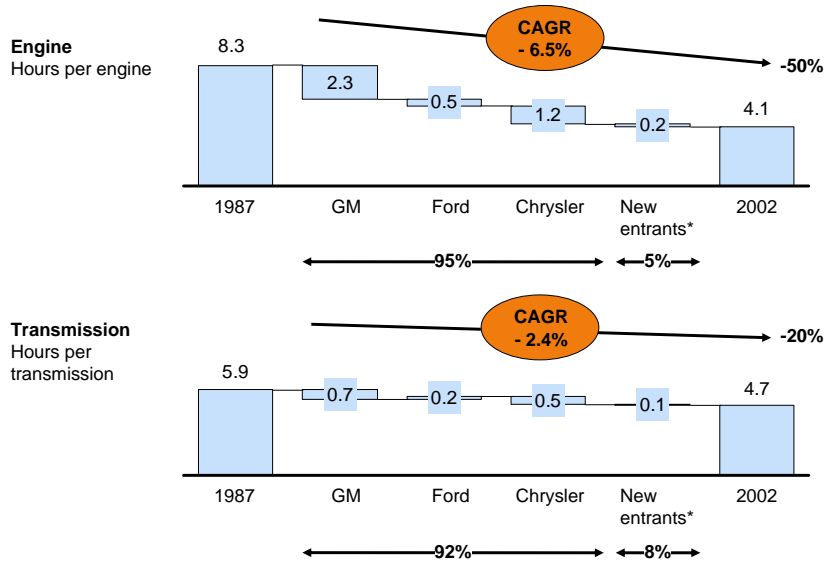 Engine
Hours per engine
CAGR
- 6.5%
-50%
8.3
2.3
0.5
1.2
0.2
4.1
1987
GM
Ford
Chrysler
New
entrants*
2002
95%
5%
Transmission
Hours per
transmission
CAGR
- 2.4%
-20%
5.9
0.7
0.2
0.5
0.1
4.7
1987
GM
Ford
Chrysler
New
entrants*
2002
92%
8%